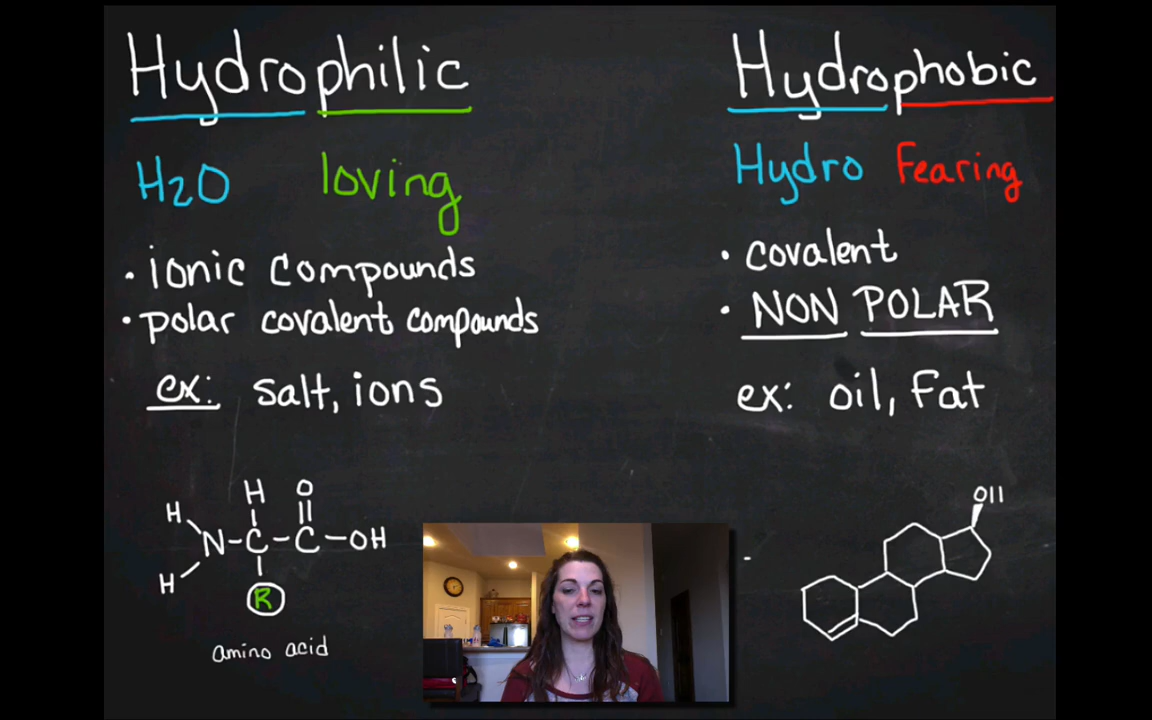 Hydrophilic
H2O loving
• ionic compounds
• polar covalent compounds
ex: salt, ions
H H O
N-C-C-OH
H R
amino acid
Hydrophobic
Hydro Fearing
• covalent
• NON POLAR
ex: oil, Fat
OH